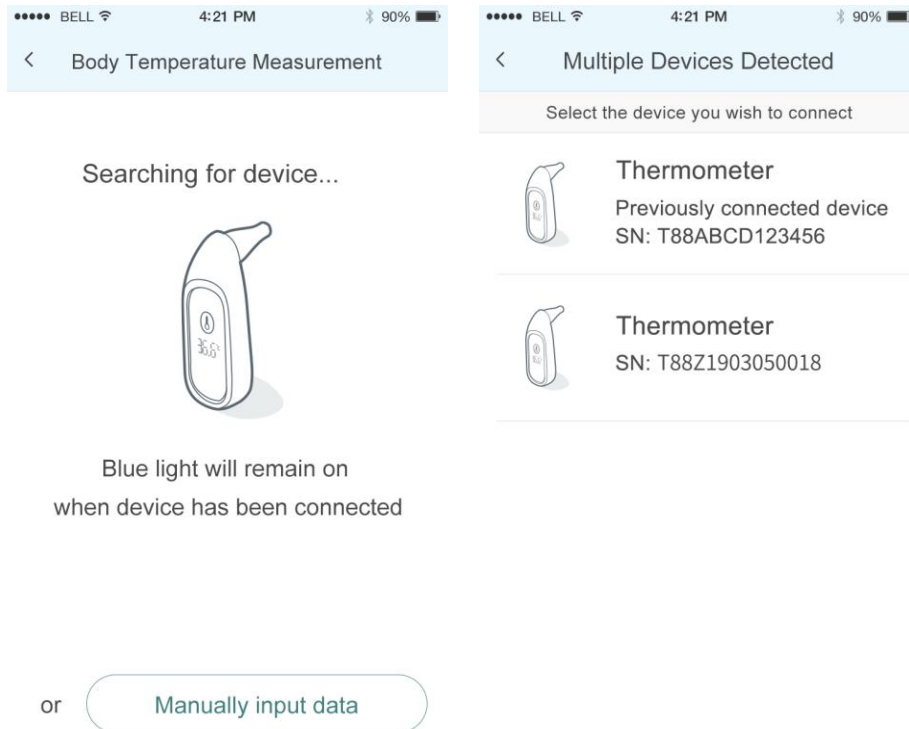 BELL 4:21 PM 90%
Body Temperature Measurement
Searching for device...
36.6°
Blue light will remain on
when device has been connected
or Manually input data
BELL 4:21 PM 90%
Multiple Devices Detected
Select the device you wish to connect
Thermometer
Previously connected device
SN: T88ABCD123456
Thermometer
SN: T88Z1903050018